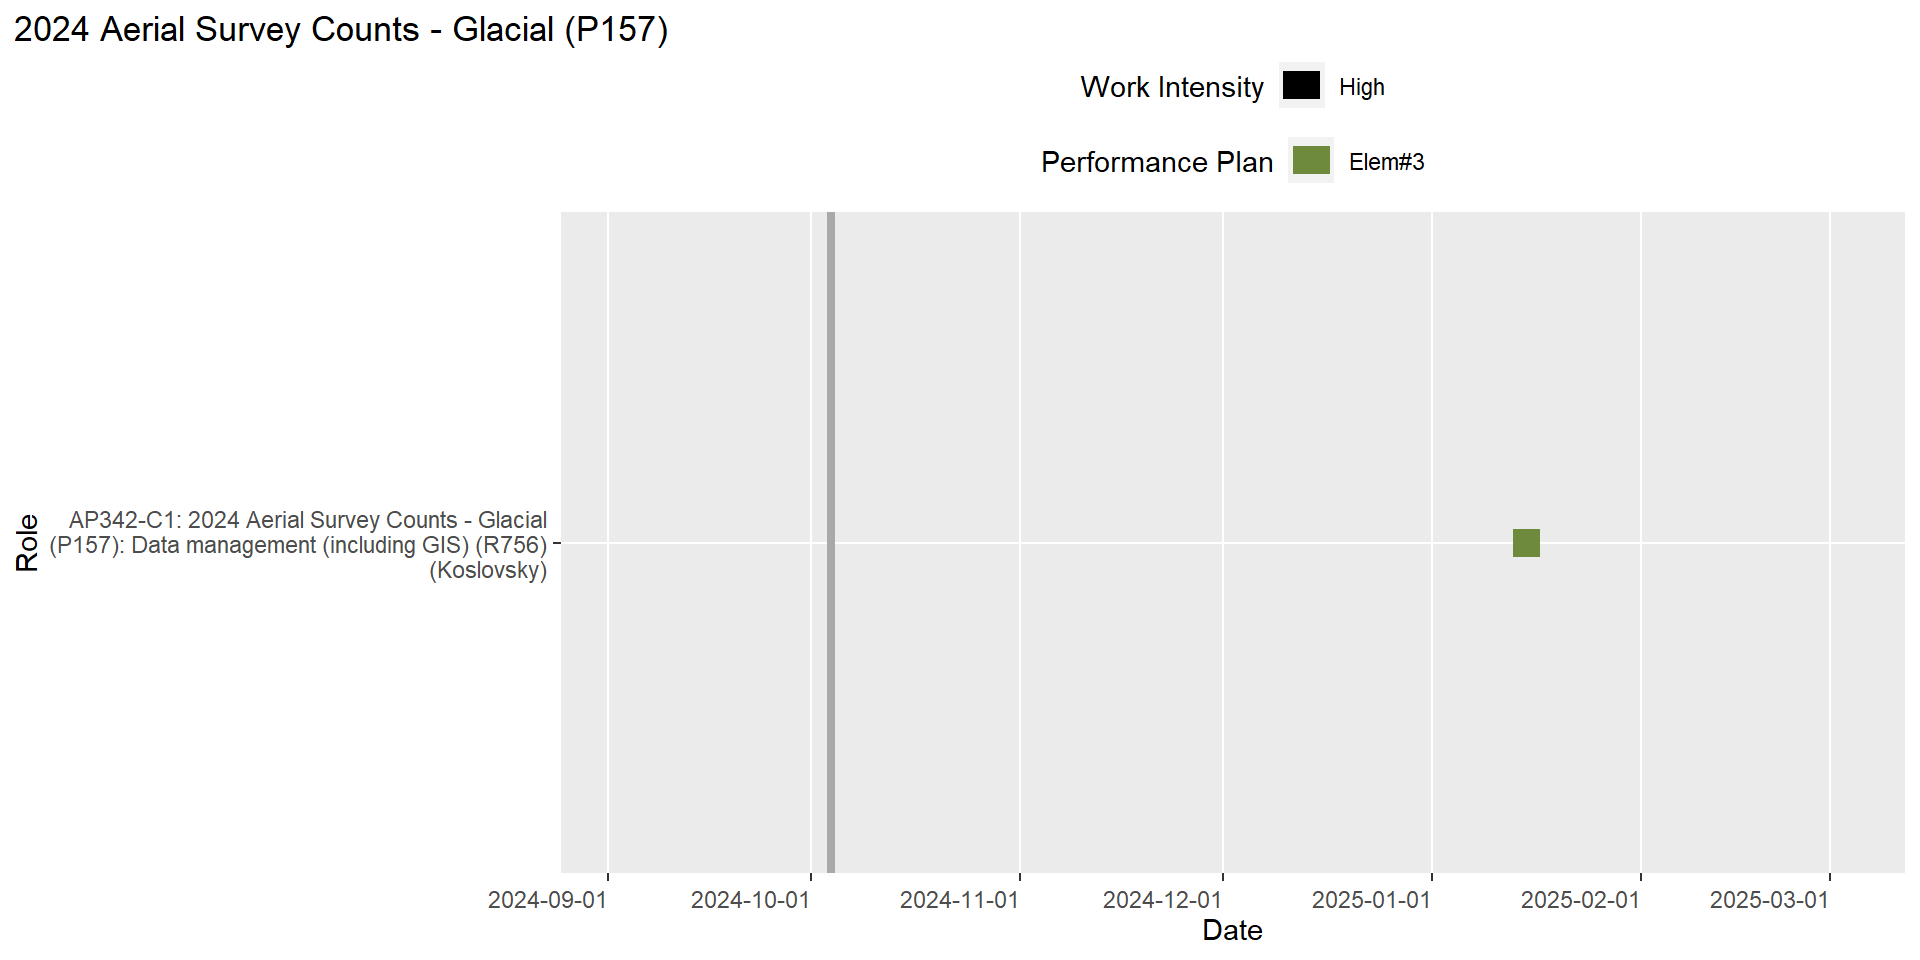 2024 Aerial Survey Counts - Glacial (P157)
Work Intensity High
Performance Plan Elem#3
Role
AP342-C1: 2024 Aerial Survey Counts - Glacial
(P157): Data management (including GIS) (R756)
(Koslovsky)
2024-09-01 2024-10-01 2024-11-01 2024-12-01 2025-01-01 2025-02-01 2025-03-01
Date